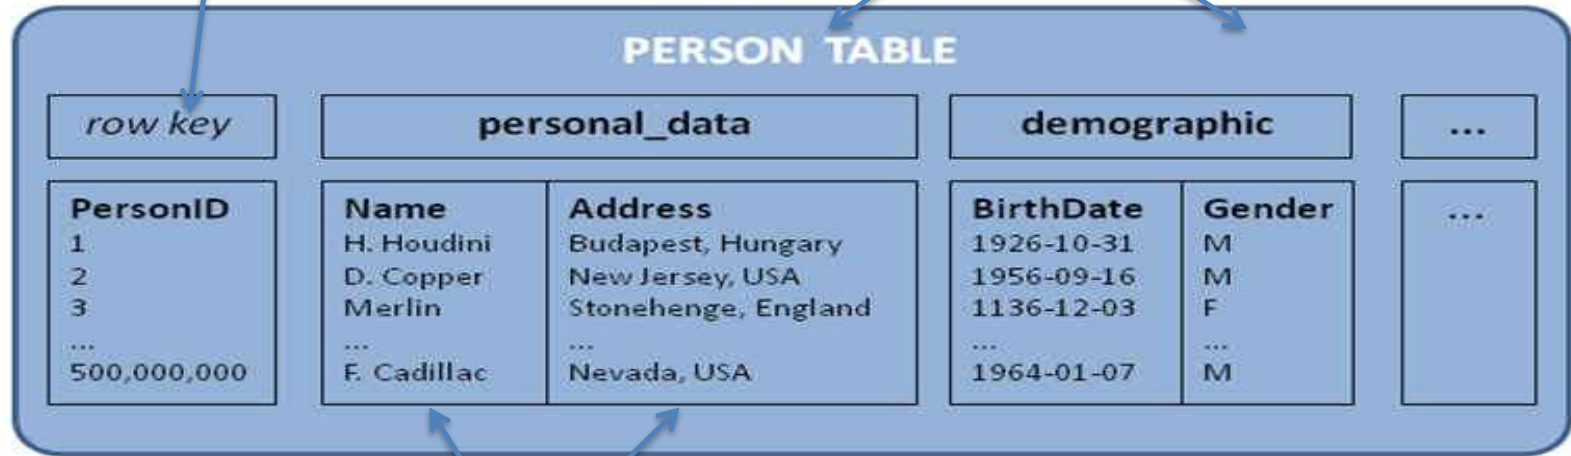 PERSON TABLE
row key personal_data demographic ...
PersonID Name Address BirthDate Gender ...
1 H. Houdini Budapest, Hungary 1926-10-31 M
2 D. Copper New Jersey, USA 1956-09-16 M
3 Merlin Stonehenge, England 1136-12-03 F
... ... ... ... ...
500,000,000 F. Cadillac Nevada, USA 1964-01-07 M